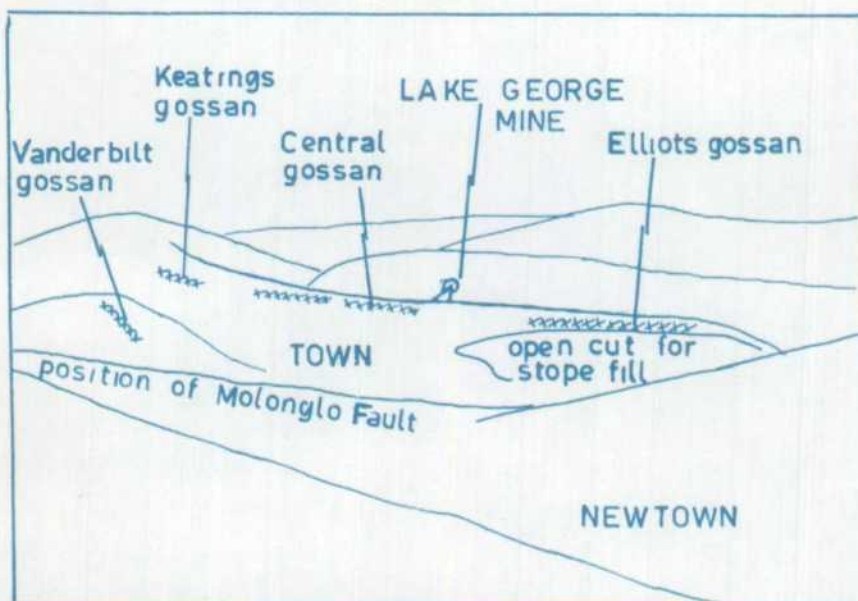 Keatings
gossan
LAKE GEORGE
MINE
Central
gossan
Elliots gossan
Vanderbilt
gossan
TOWN
open cut for
stope fill
position of Molonglo Fault
NEWTOWN